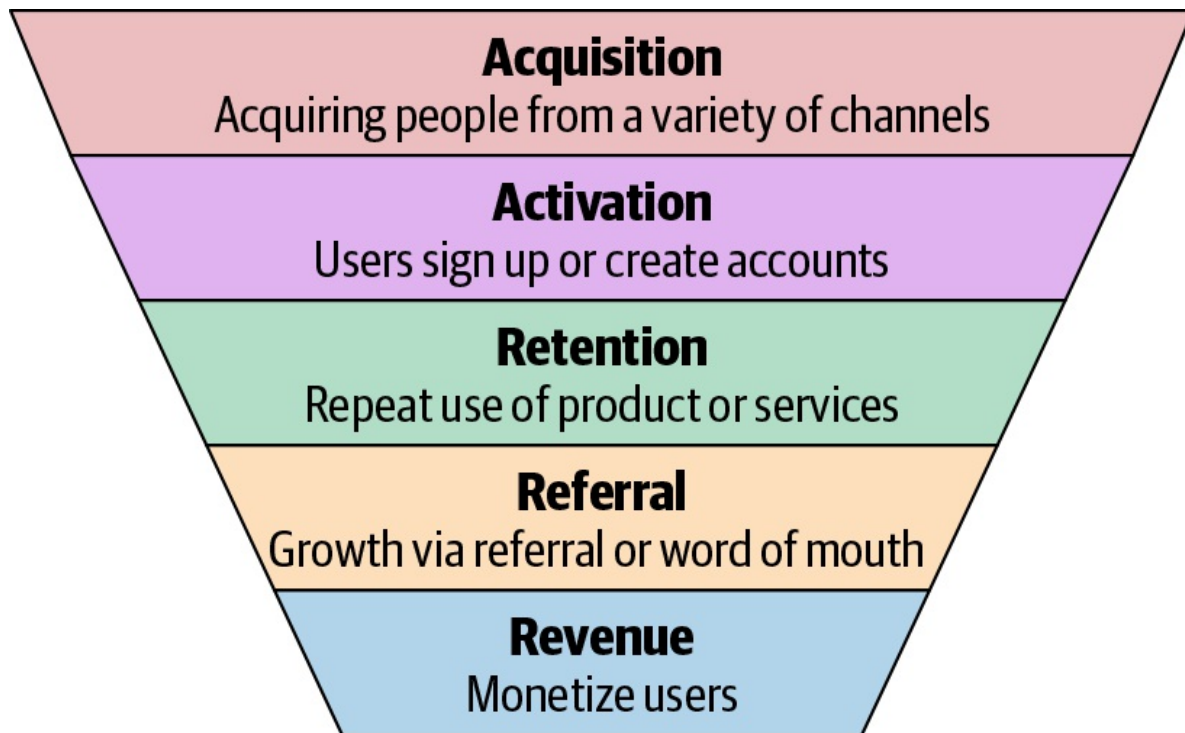 Acquisition
Acquiring people from a variety of channels
Activation
Users sign up or create accounts
Retention
Repeat use of product or services
Referral
Growth via referral or word of mouth
Revenue
Monetize users